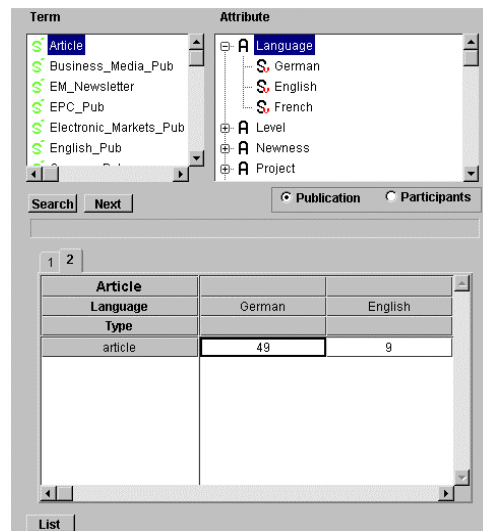 Term
Article
Business_Media_Pub
EM_Newsletter
EPC_Pub
Electronic_Markets_Pub
English_Pub
Attribute
A Language
S German
S English
S French
A Level
A Newness
A Project
Search Next
Publication Participants
1 2
Article
Language German English
Type
article 49 9
List